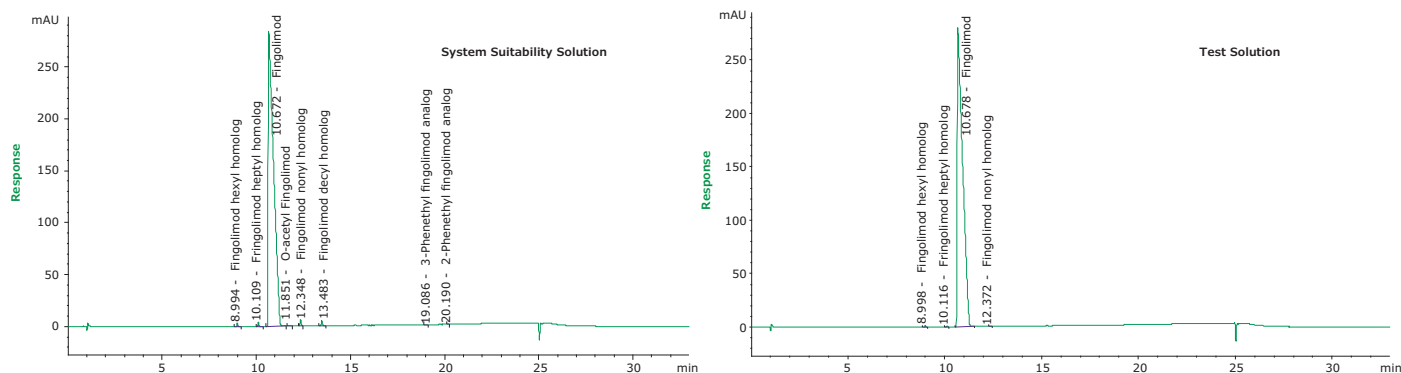 mAU
System Suitability Solution
250
200
150
100
50
0
Response
8.994 - Fingolimod hexyl homolog
10.109 - Fringolimod heptyl homolog
10.672 - Fingolimod
11.851 - O-acetyl Fingolimod
12.348 - Fingolimod nonyl homolog
13.483 - Fingolimod decyl homolog
19.086 - 3-Phenethyl fingolimod analog
20.190 - 2-Phenethyl fingolimod analog
5
10
15
20
25
30
min
mAU
Test Solution
250
200
150
100
50
0
Response
8.998 - Fingolimod hexyl homolog
10.116 - Fringolimod heptyl homolog
10.678 - Fingolimod
12.372 - Fingolimod nonyl homolog
5
10
15
20
25
30
min